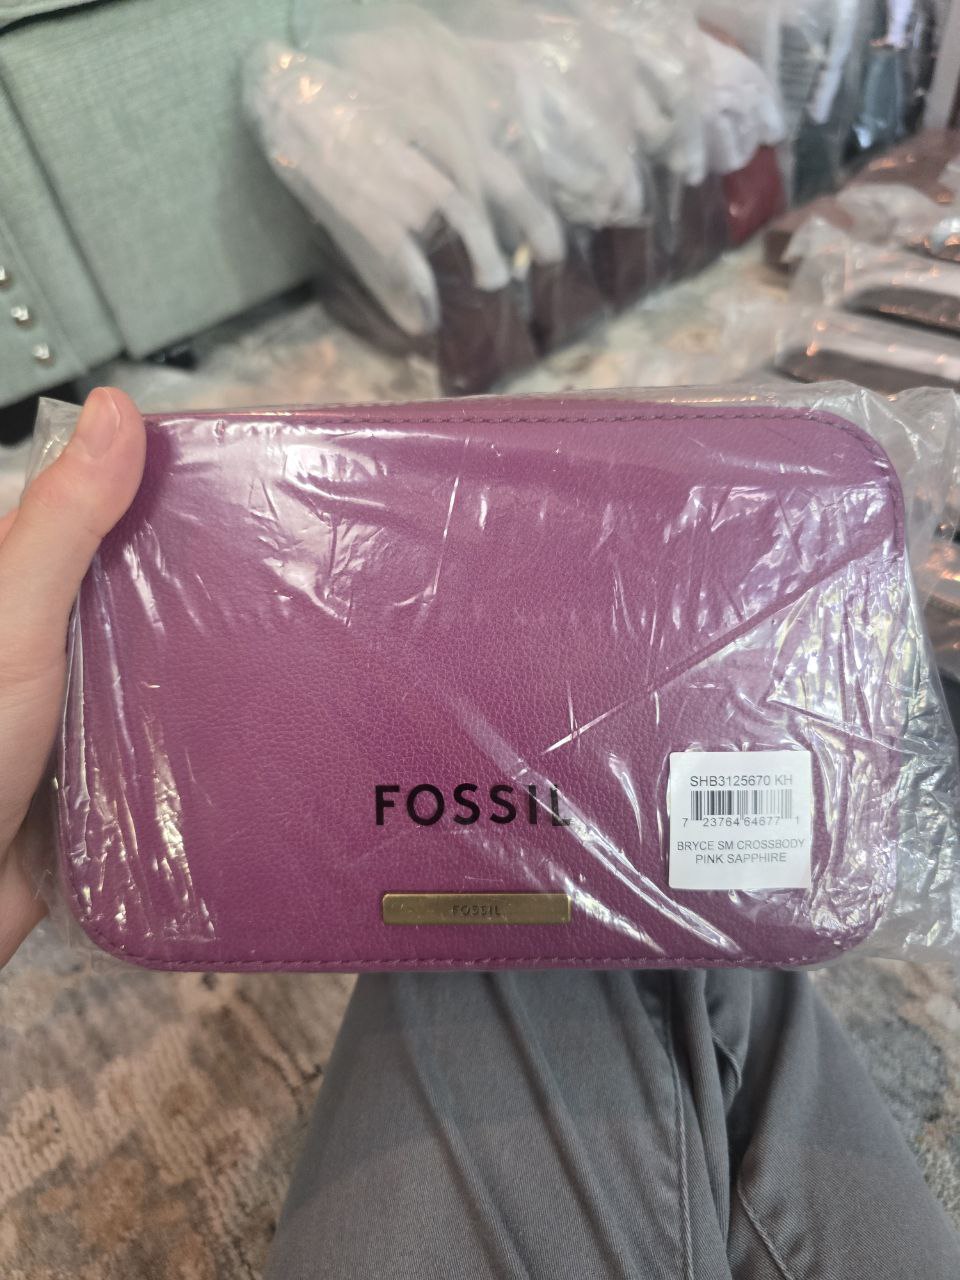 FOSSIL
FOSSIL
SHB3125670 KH
7 23764 64677 1
BRYCE SM CROSSBODY
PINK SAPPHIRE